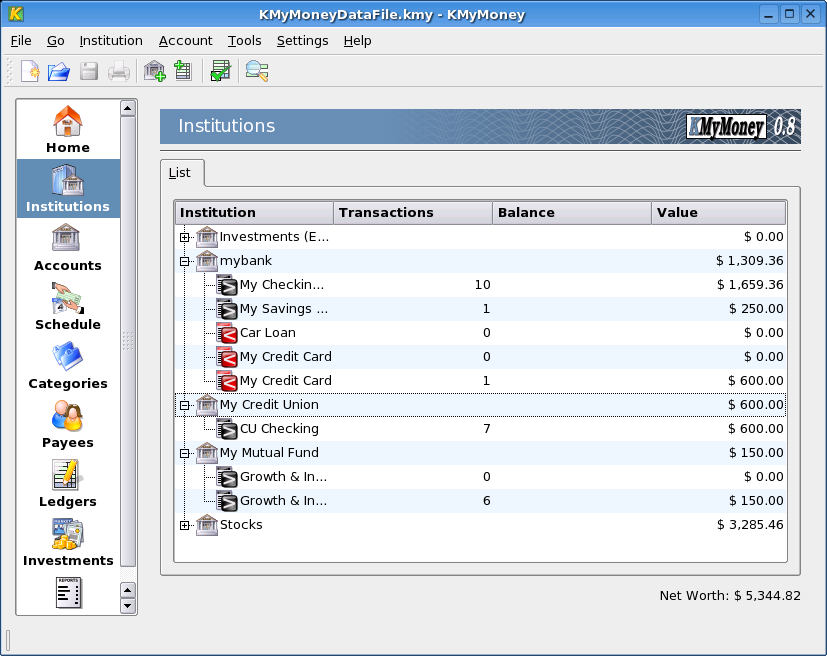 KMyMoneyDataFile.kmy - KMyMoney
File Go Institution Account Tools Settings Help
Home
Institutions
Accounts
Schedule
Categories
Payees
Ledgers
Investments
REPORTS
Institutions
KMyMoney 0.8
List
Institution Transactions Balance Value
Investments (E... $ 0.00
mybank $ 1,309.36
My Checkin... 10 $ 1,659.36
My Savings ... 1 $ 250.00
Car Loan 0 $ 0.00
My Credit Card 0 $ 0.00
My Credit Card 1 $ 600.00
My Credit Union $ 600.00
CU Checking 7 $ 600.00
My Mutual Fund $ 150.00
Growth & In... 0 $ 0.00
Growth & In... 6 $ 150.00
Stocks $ 3,285.46
Net Worth: $ 5,344.82